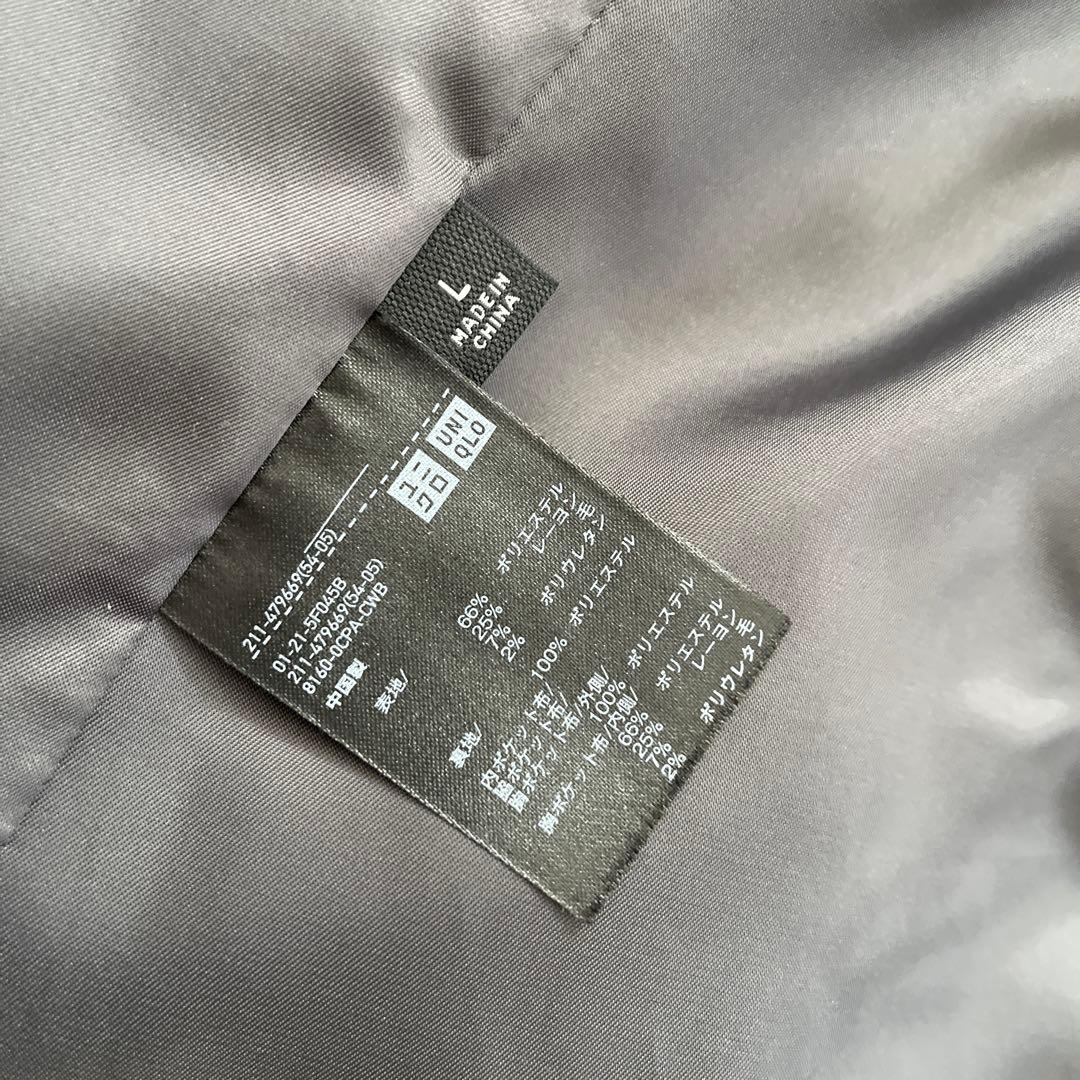 L
MADE IN
CHINA
ユニ
クロ
UNI
QLO
211-479669(54-05)
01-21-5F045B
211-479669(54-05)
8160-0CPA-CWB
中国製
表地/
66% ポリエステル
25% レーヨン
7% 毛
2% ポリウレタン
裏地/
100% ポリエステル
内ポケット布/
脇ポケット布/
胸ポケット布/外側/
100% ポリエステル
胸ポケット布/内側/
66% ポリエステル
25% レーヨン
7% 毛
2% ポリウレタン